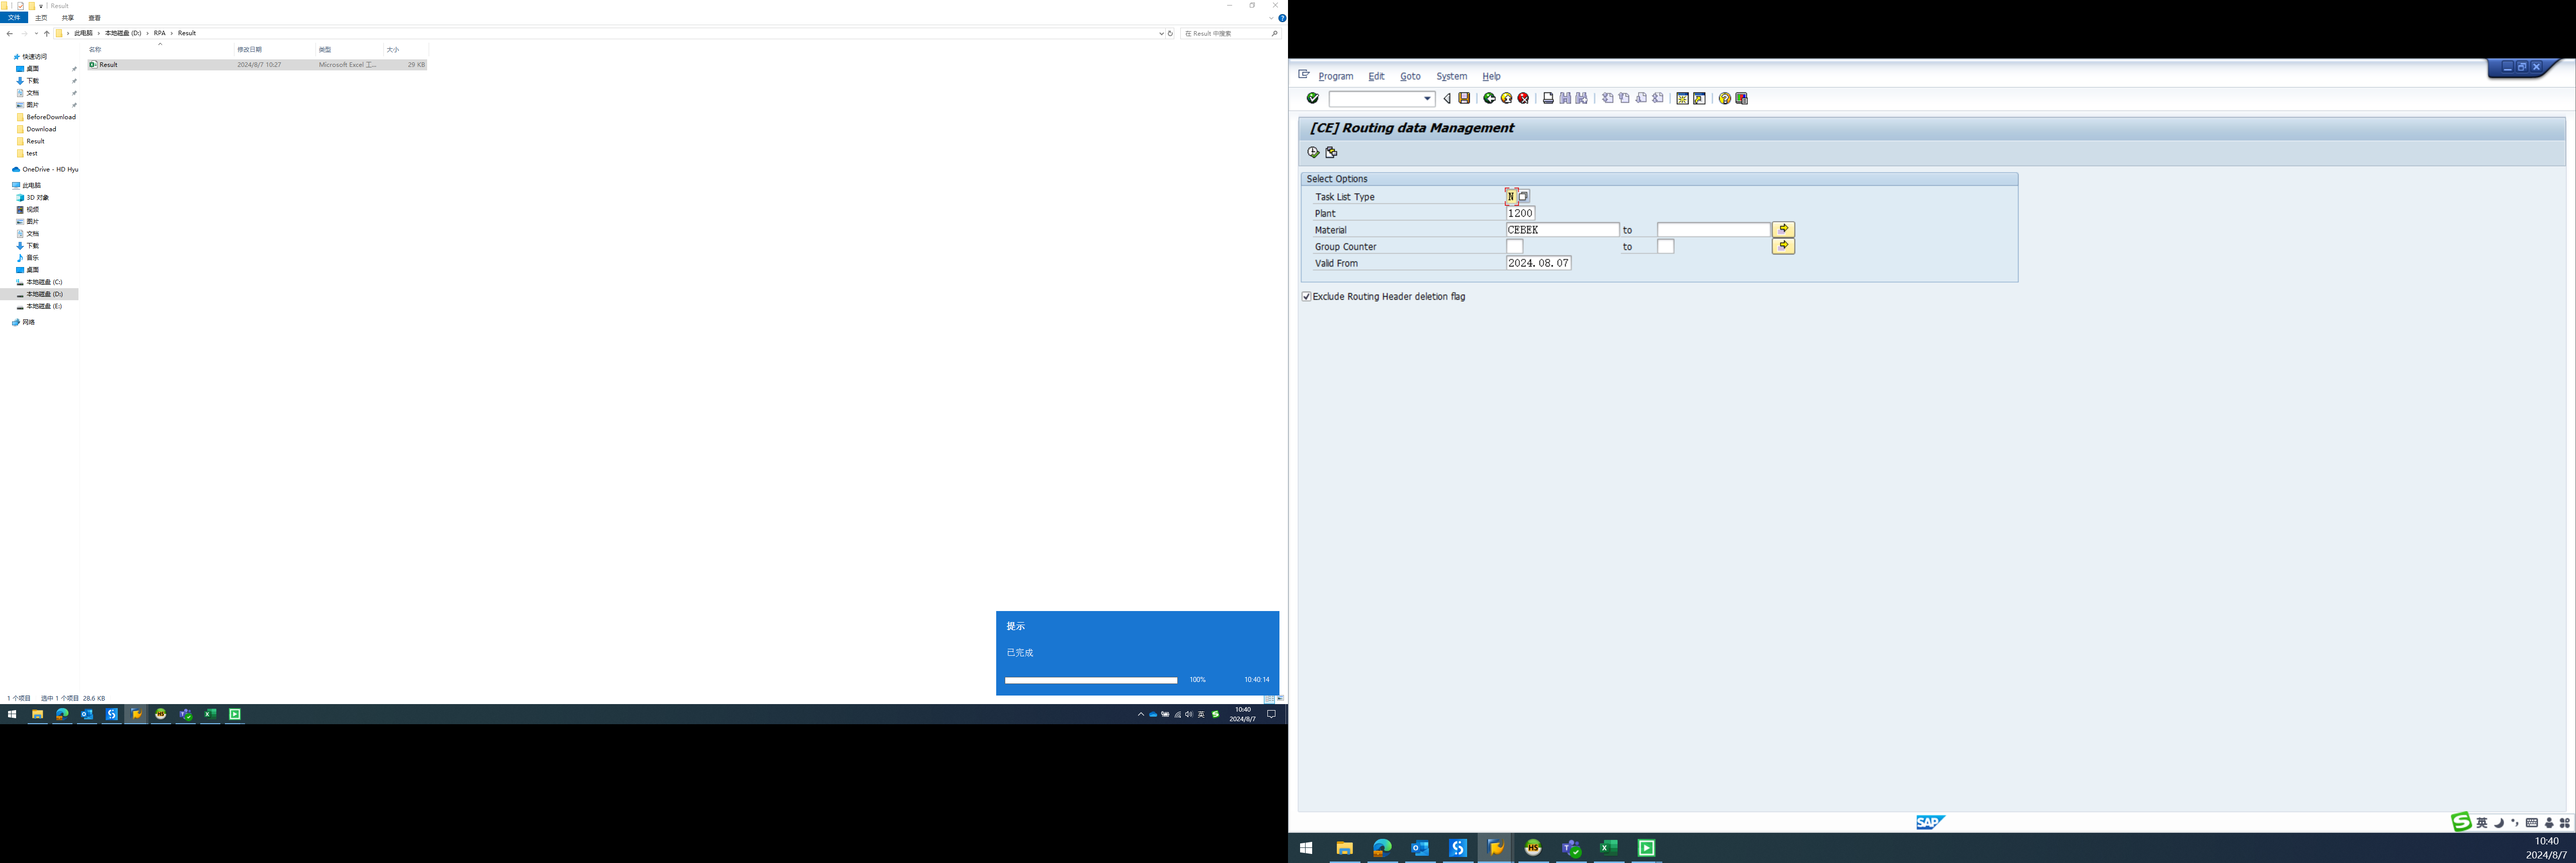 Result
文件 主页 共享 查看
此电脑 › 本地磁盘 (D:) › RPA › Result
在 Result 中搜索
名称 修改日期 类型 大小
Result 2024/8/7 10:27 Microsoft Excel 工... 29 KB
快速访问
桌面
下载
文档
图片
BeforeDownload
Download
Result
test
OneDrive - HD Hyu
此电脑
3D 对象
视频
图片
文档
下载
音乐
桌面
本地磁盘 (C:)
本地磁盘 (D:)
本地磁盘 (E:)
网络
提示
已完成
100% 10:40:14
1 个项目 选中 1 个项目 28.6 KB
英
10:40
2024/8/7
Program Edit Goto System Help
[CE] Routing data Management
Select Options
Task List Type N
Plant 1200
Material CEBEK to
Group Counter to
Valid From 2024.08.07
Exclude Routing Header deletion flag
SAP
英
10:40
2024/8/7